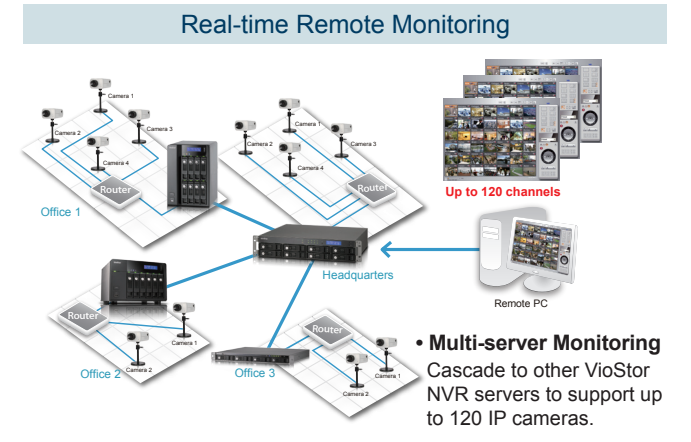 Real-time Remote Monitoring
Camera 1
Camera 2
Camera 3
Camera 4
Router
Office 1
Camera 1
Camera 2
Camera 3
Camera 4
Router
Up to 120 channels
Headquarters
Remote PC
Router
Camera 1
Camera 2
Office 2
Router
Camera 1
Camera 2
Office 3
• Multi-server Monitoring
Cascade to other VioStor
NVR servers to support up
to 120 IP cameras.